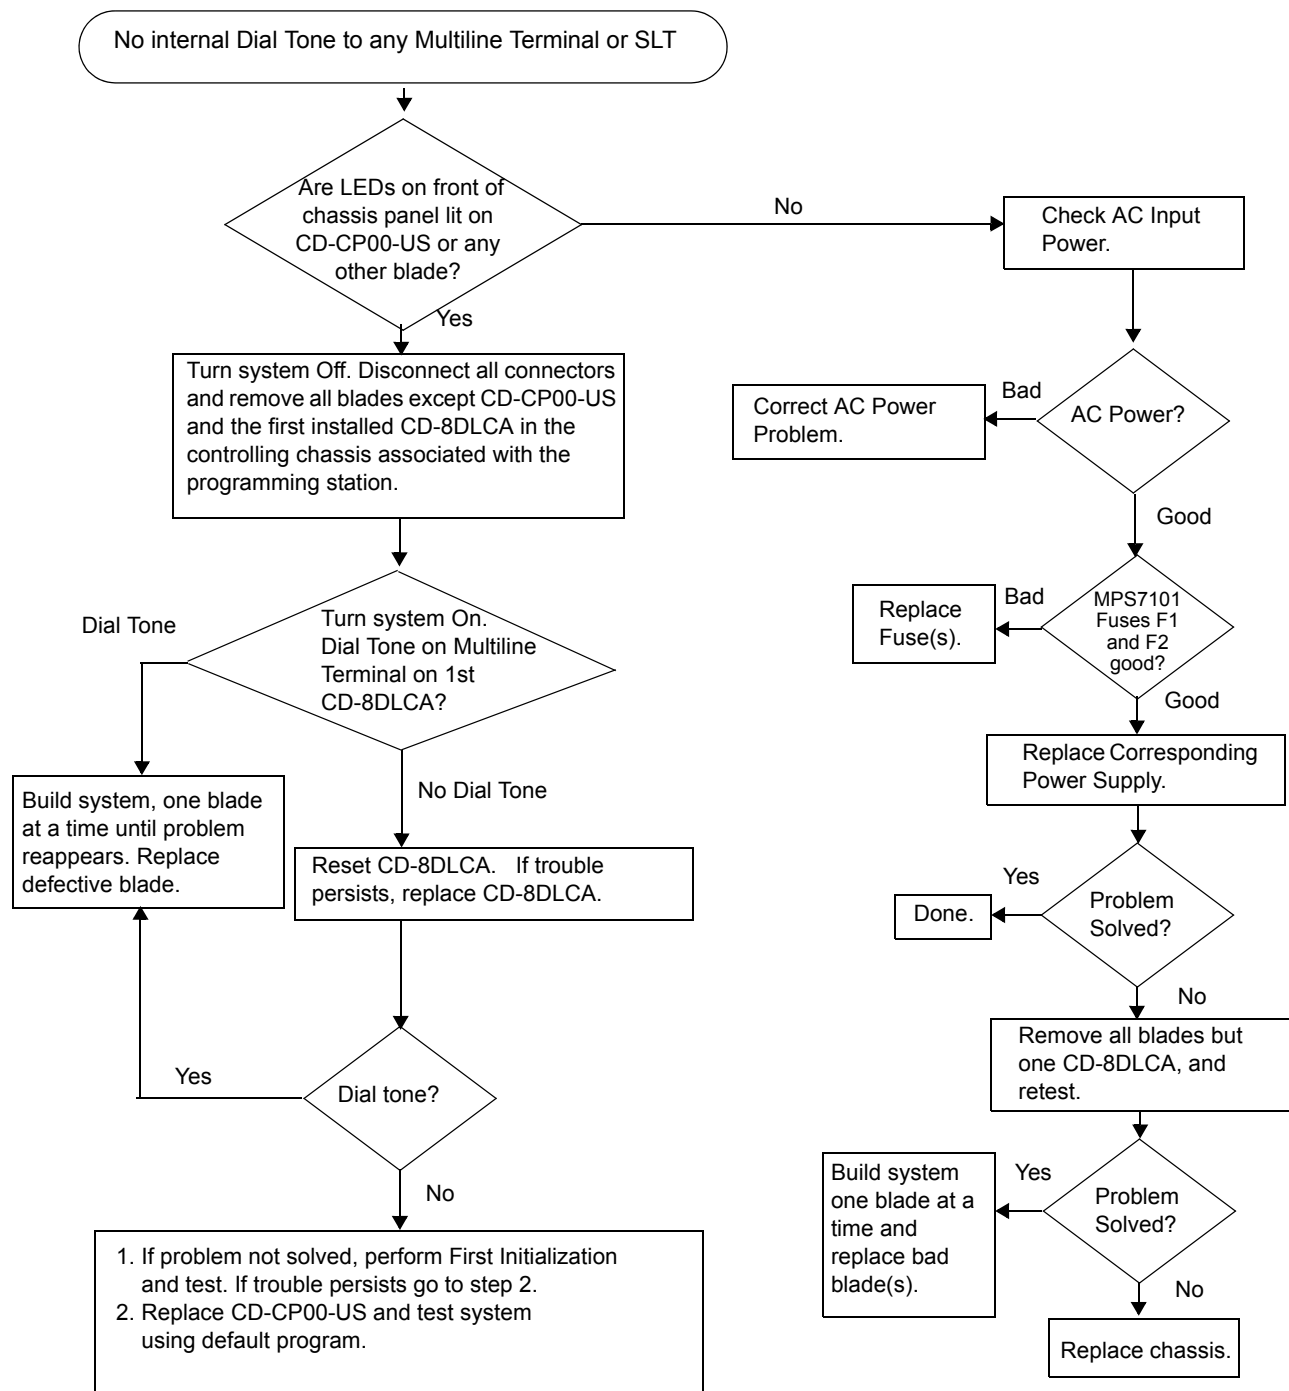 No internal Dial Tone to any Multiline Terminal or SLT
Are LEDs on front of
chassis panel lit on
CD-CP00-US or any
other blade?
No
Check AC Input
Power.
Yes
Turn system Off. Disconnect all connectors
and remove all blades except CD-CP00-US
and the first installed CD-8DLCA in the
controlling chassis associated with the
programming station.
AC Power?
Bad
Correct AC Power
Problem.
Good
MPS7101
Fuses F1
and F2
good?
Bad
Replace
Fuse(s).
Good
Turn system On.
Dial Tone on Multiline
Terminal on 1st
CD-8DLCA?
Dial Tone
Build system, one blade
at a time until problem
reappears. Replace
defective blade.
No Dial Tone
Reset CD-8DLCA. If trouble
persists, replace CD-8DLCA.
Replace Corresponding
Power Supply.
Problem
Solved?
Yes
Done.
No
Remove all blades but
one CD-8DLCA, and
retest.
Dial tone?
Yes
No
1. If problem not solved, perform First Initialization
and test. If trouble persists go to step 2.
2. Replace CD-CP00-US and test system
using default program.
Problem
Solved?
Yes
Build system
one blade at a
time and
replace bad
blade(s).
No
Replace chassis.